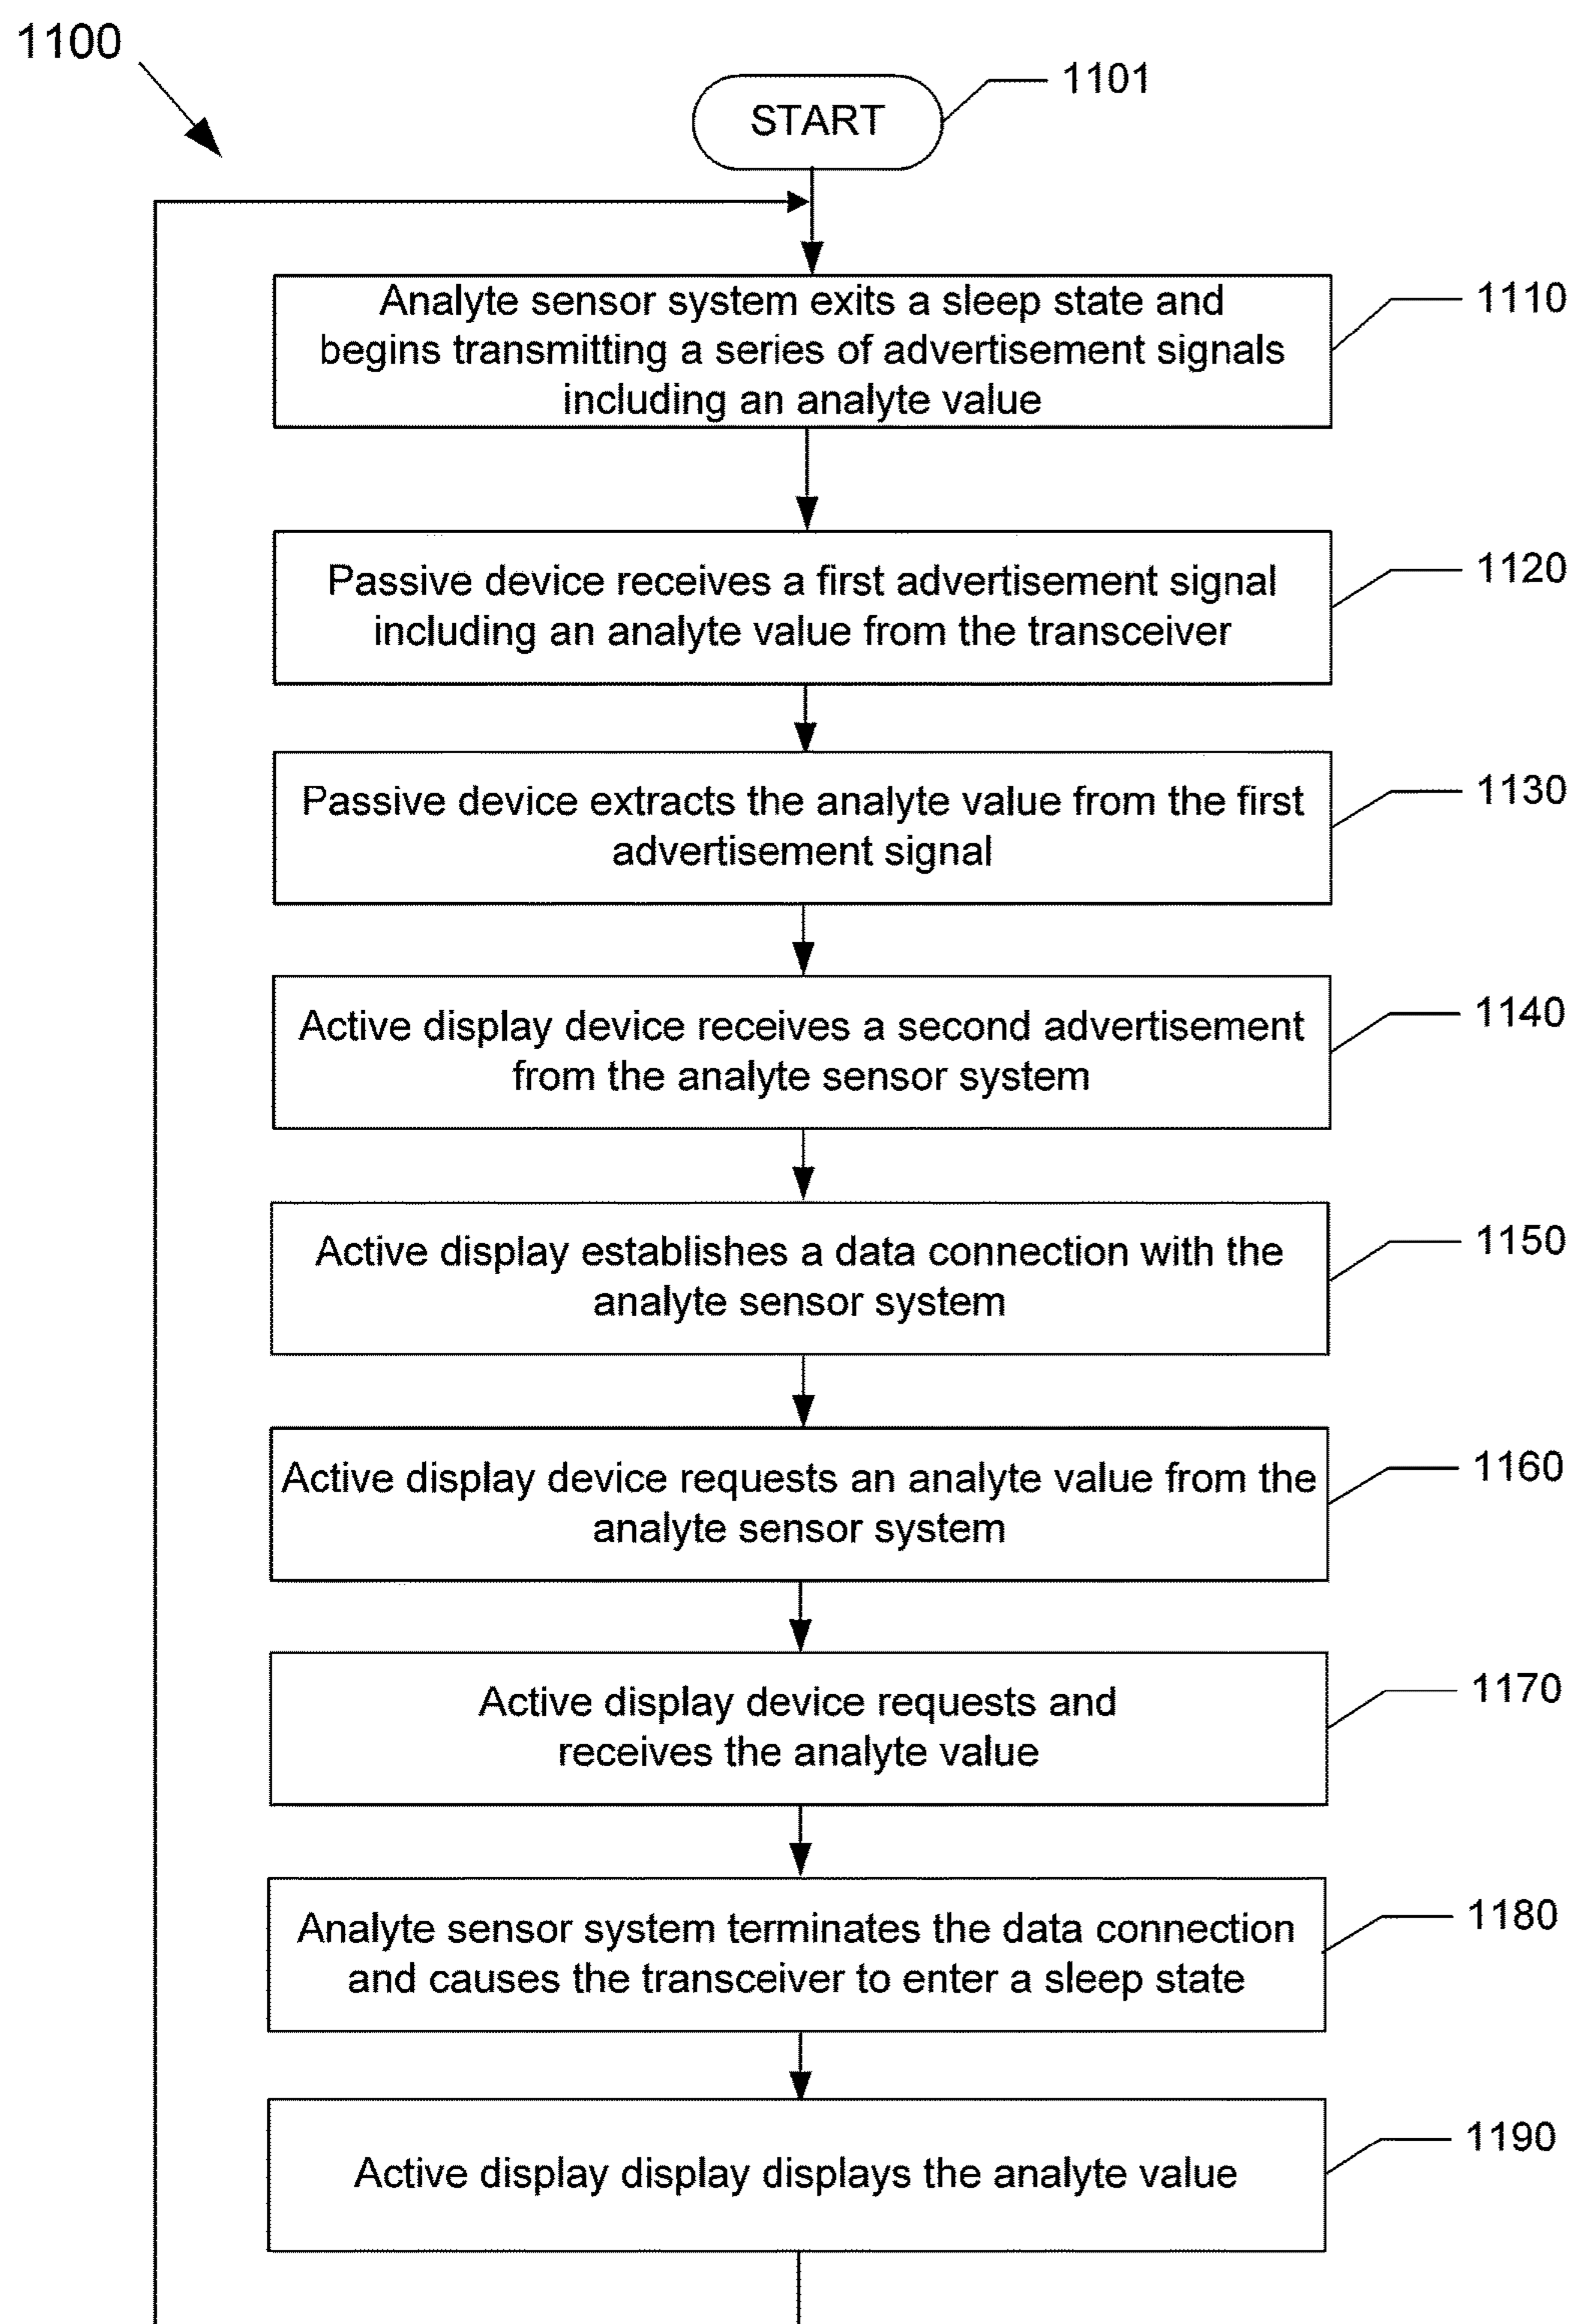 1100
START
1101
Analyte sensor system exits a sleep state and
begins transmitting a series of advertisement signals
including an analyte value
1110
Passive device receives a first advertisement signal
including an analyte value from the transceiver
1120
Passive device extracts the analyte value from the first
advertisement signal
1130
Active display device receives a second advertisement
from the analyte sensor system
1140
Active display establishes a data connection with the
analyte sensor system
1150
Active display device requests an analyte value from the
analyte sensor system
1160
Active display device requests and
receives the analyte value
1170
Analyte sensor system terminates the data connection
and causes the transceiver to enter a sleep state
1180
Active display display displays the analyte value
1190